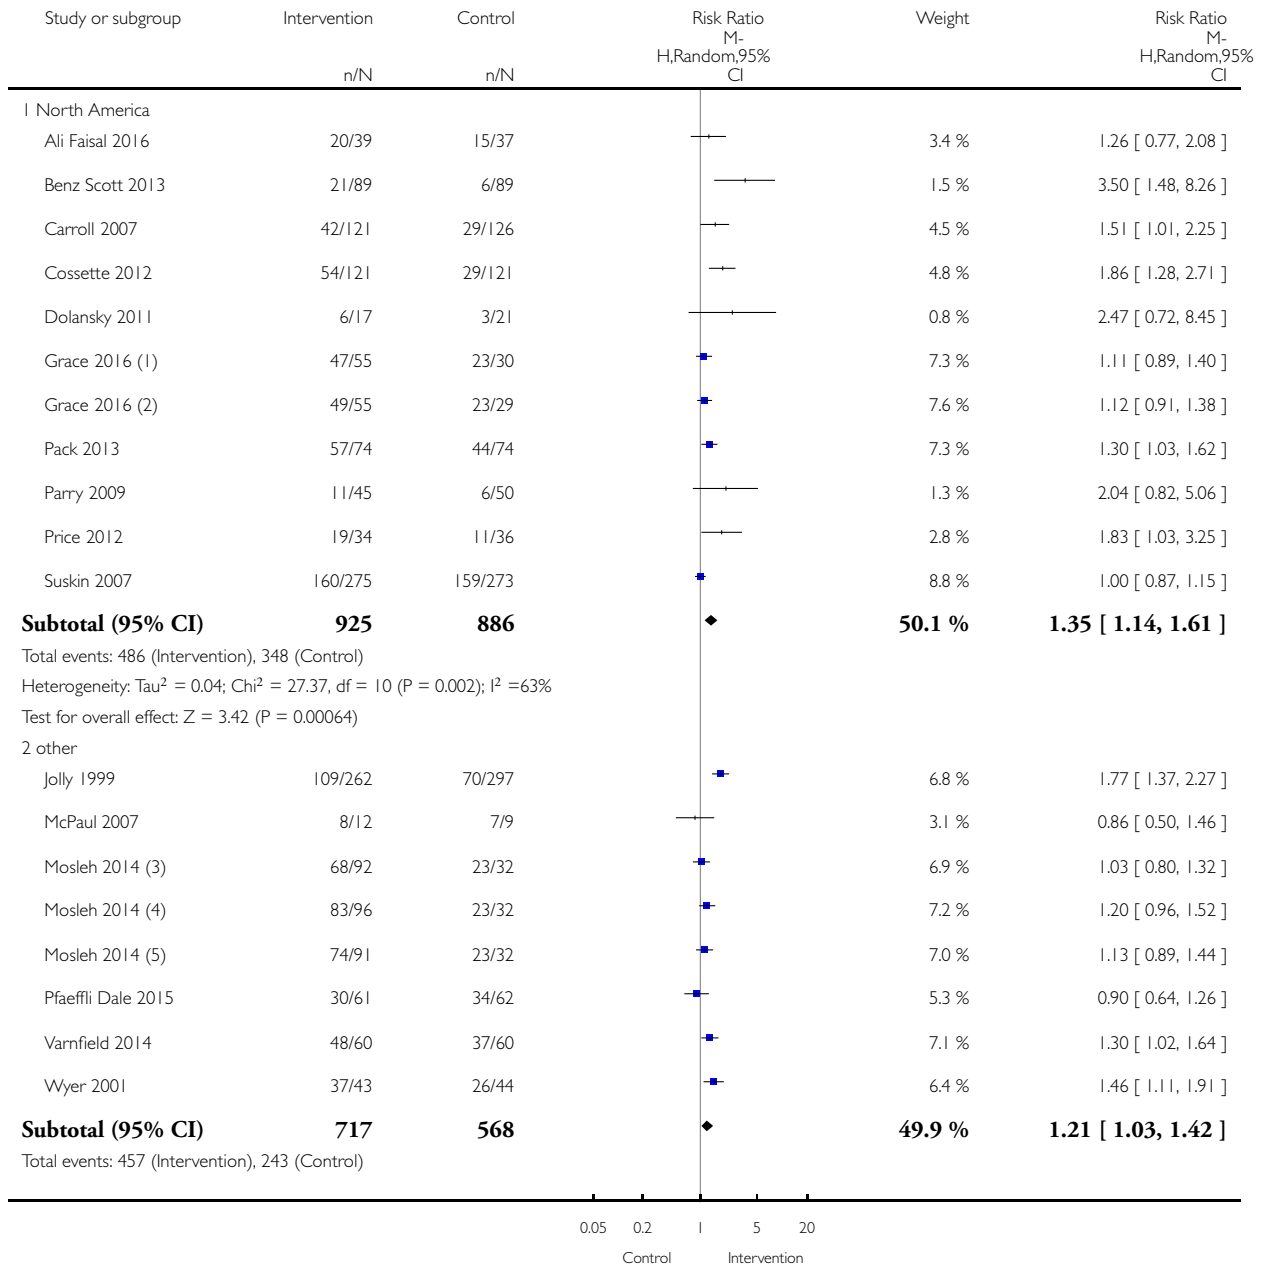 Study or subgroup Intervention Control Risk Ratio Weight Risk Ratio
M- M-
H,Random,95% H,Random,95%
n/N n/N CI CI
1 North America
Ali Faisal 2016 20/39 15/37 3.4 % 1.26 [ 0.77, 2.08 ]
Benz Scott 2013 21/89 6/89 1.5 % 3.50 [ 1.48, 8.26 ]
Carroll 2007 42/121 29/126 4.5 % 1.51 [ 1.01, 2.25 ]
Cossette 2012 54/121 29/121 4.8 % 1.86 [ 1.28, 2.71 ]
Dolansky 2011 6/17 3/21 0.8 % 2.47 [ 0.72, 8.45 ]
Grace 2016 (1) 47/55 23/30 7.3 % 1.11 [ 0.89, 1.40 ]
Grace 2016 (2) 49/55 23/29 7.6 % 1.12 [ 0.91, 1.38 ]
Pack 2013 57/74 44/74 7.3 % 1.30 [ 1.03, 1.62 ]
Parry 2009 11/45 6/50 1.3 % 2.04 [ 0.82, 5.06 ]
Price 2012 19/34 11/36 2.8 % 1.83 [ 1.03, 3.25 ]
Suskin 2007 160/275 159/273 8.8 % 1.00 [ 0.87, 1.15 ]
Subtotal (95% CI) 925 886 50.1 % 1.35 [ 1.14, 1.61 ]
Total events: 486 (Intervention), 348 (Control)
Heterogeneity: Tau² = 0.04; Chi² = 27.37, df = 10 (P = 0.002); I² =63%
Test for overall effect: Z = 3.42 (P = 0.00064)
2 other
Jolly 1999 109/262 70/297 6.8 % 1.77 [ 1.37, 2.27 ]
McPaul 2007 8/12 7/9 3.1 % 0.86 [ 0.50, 1.46 ]
Mosleh 2014 (3) 68/92 23/32 6.9 % 1.03 [ 0.80, 1.32 ]
Mosleh 2014 (4) 83/96 23/32 7.2 % 1.20 [ 0.96, 1.52 ]
Mosleh 2014 (5) 74/91 23/32 7.0 % 1.13 [ 0.89, 1.44 ]
Pfaeffli Dale 2015 30/61 34/62 5.3 % 0.90 [ 0.64, 1.26 ]
Varnfield 2014 48/60 37/60 7.1 % 1.30 [ 1.02, 1.64 ]
Wyer 2001 37/43 26/44 6.4 % 1.46 [ 1.11, 1.91 ]
Subtotal (95% CI) 717 568 49.9 % 1.21 [ 1.03, 1.42 ]
Total events: 457 (Intervention), 243 (Control)
0.05 0.2 1 5 20
Control Intervention